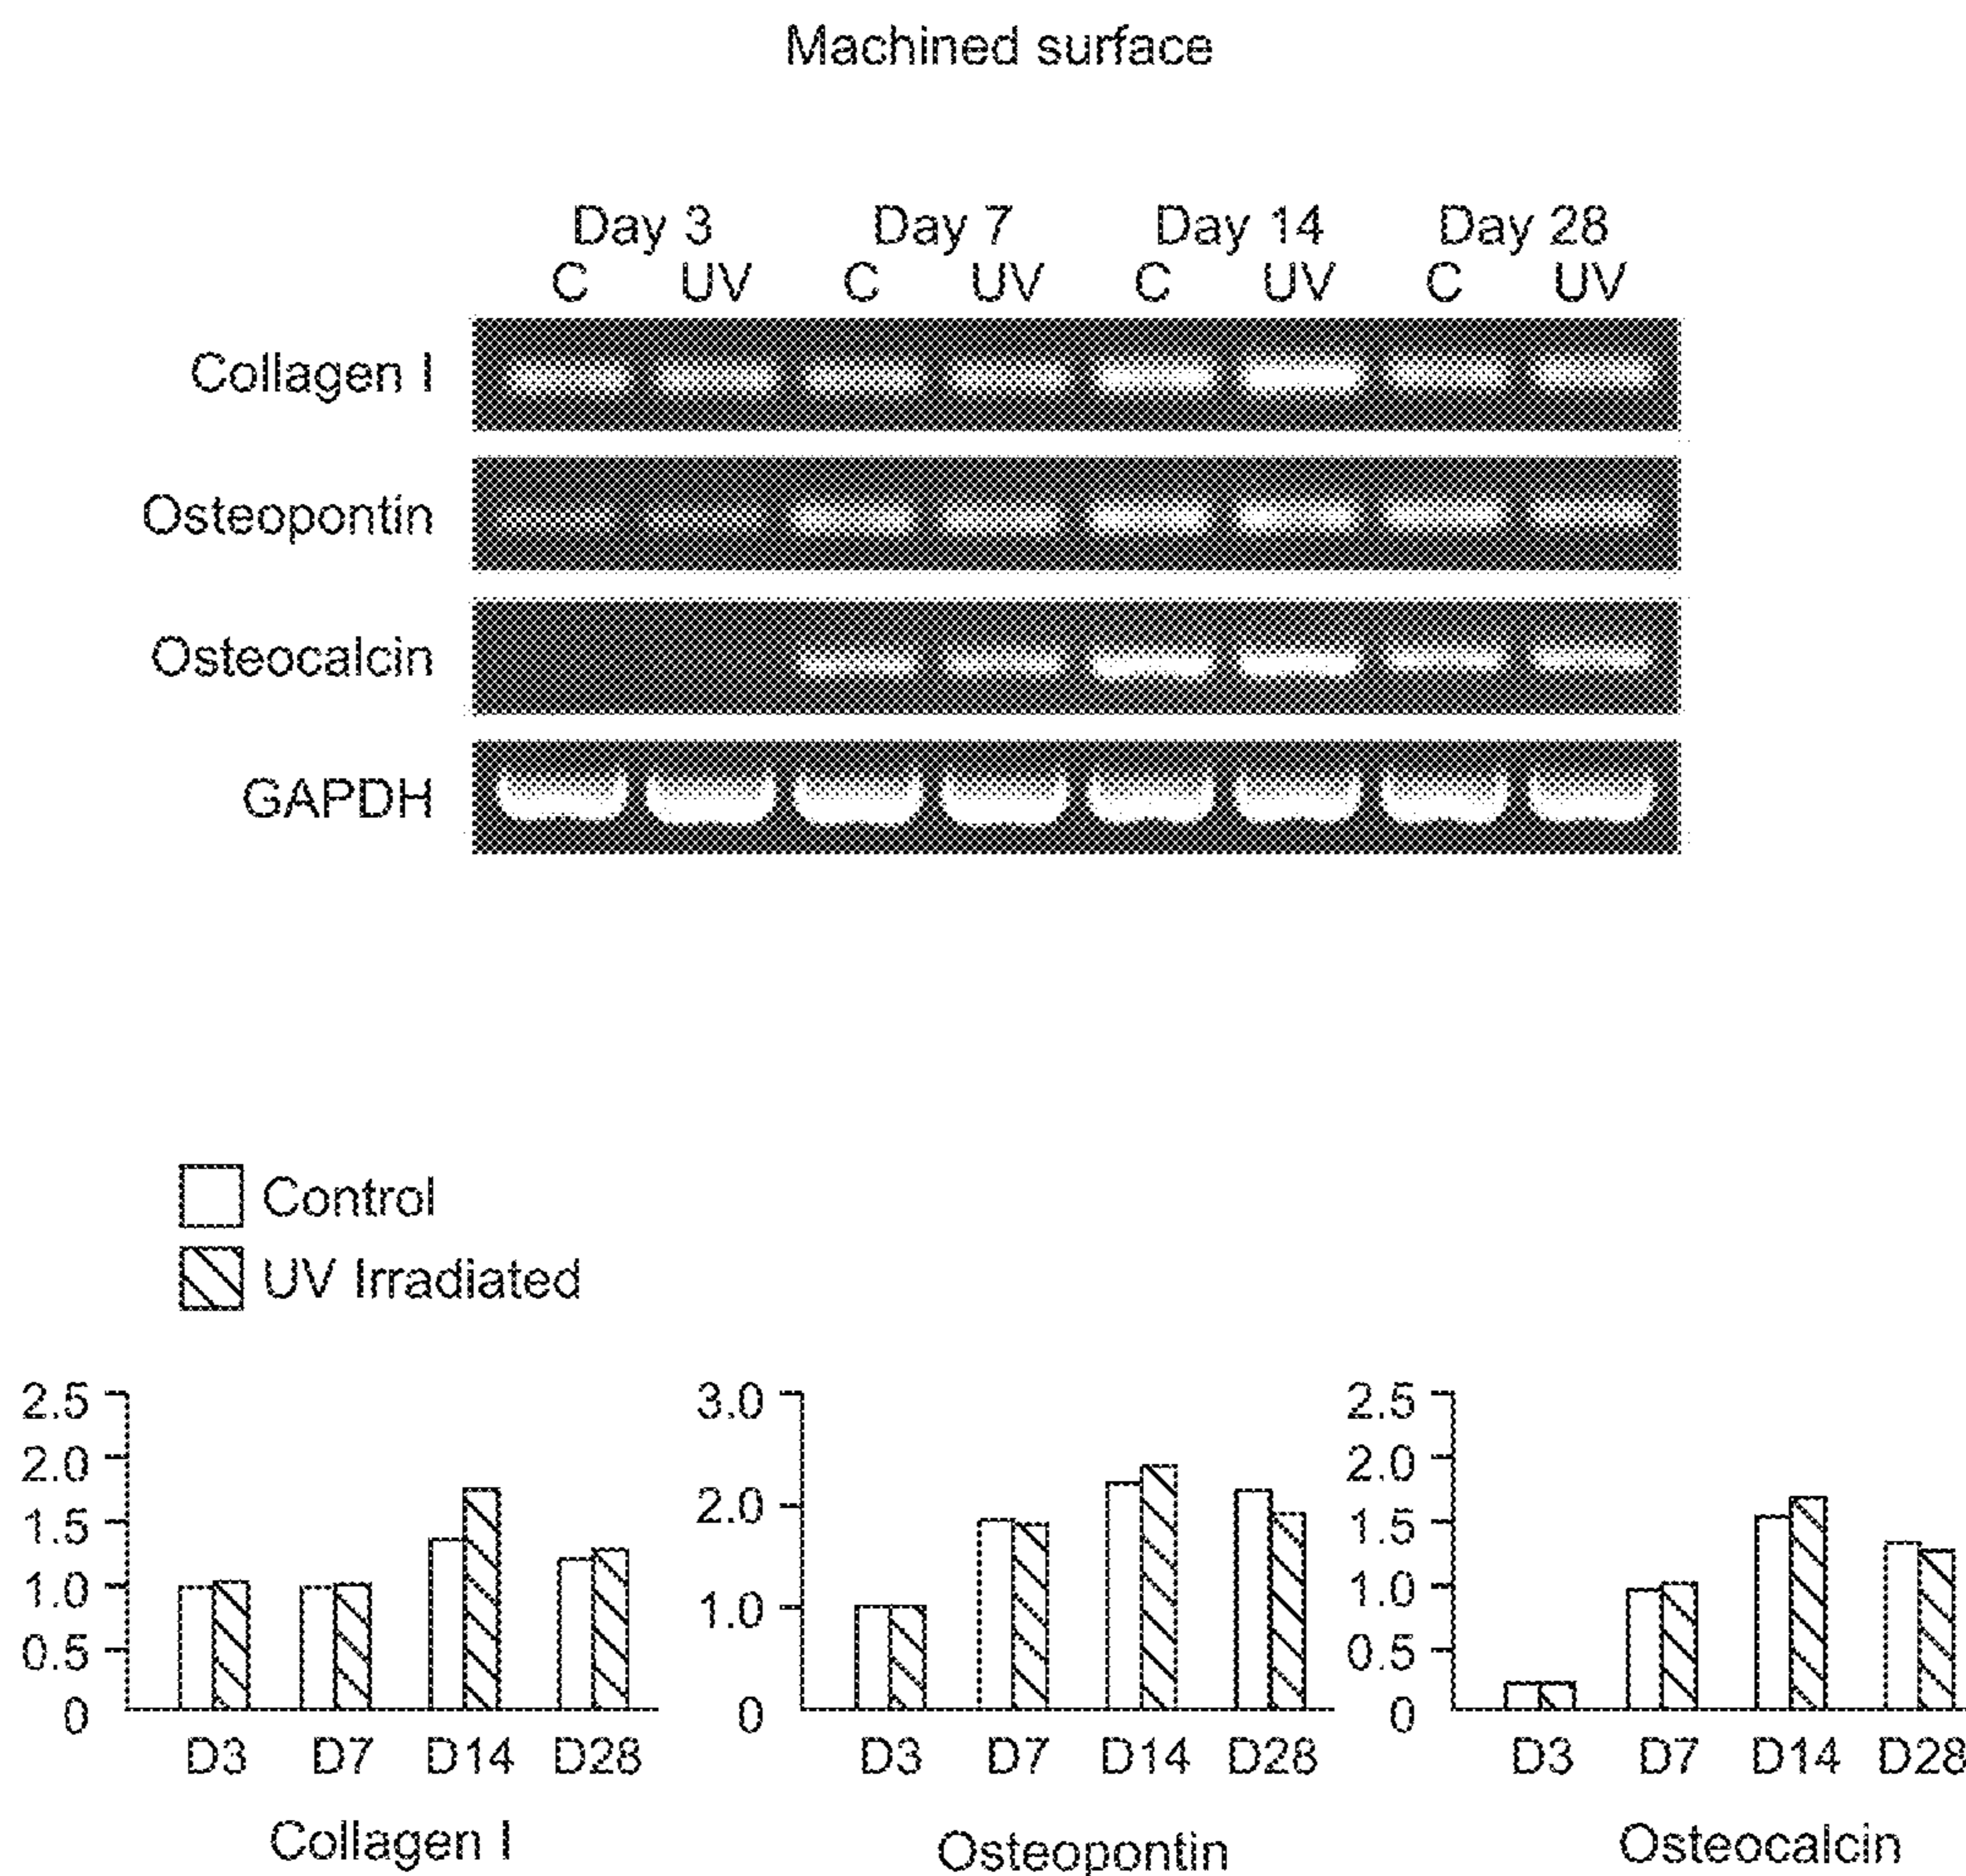 Machined surface
Day 3 Day 7 Day 14 Day 28
C UV C UV C UV C UV
Collagen I
Osteopontin
Osteocalcin
GAPDH
Control
UV Irradiated
2.5
2.0
1.5
1.0
0.5
0
D3 D7 D14 D28
Collagen I
3.0
2.0
1.0
0
D3 D7 D14 D28
Osteopontin
2.5
2.0
1.5
1.0
0.5
0
D3 D7 D14 D28
Osteocalcin